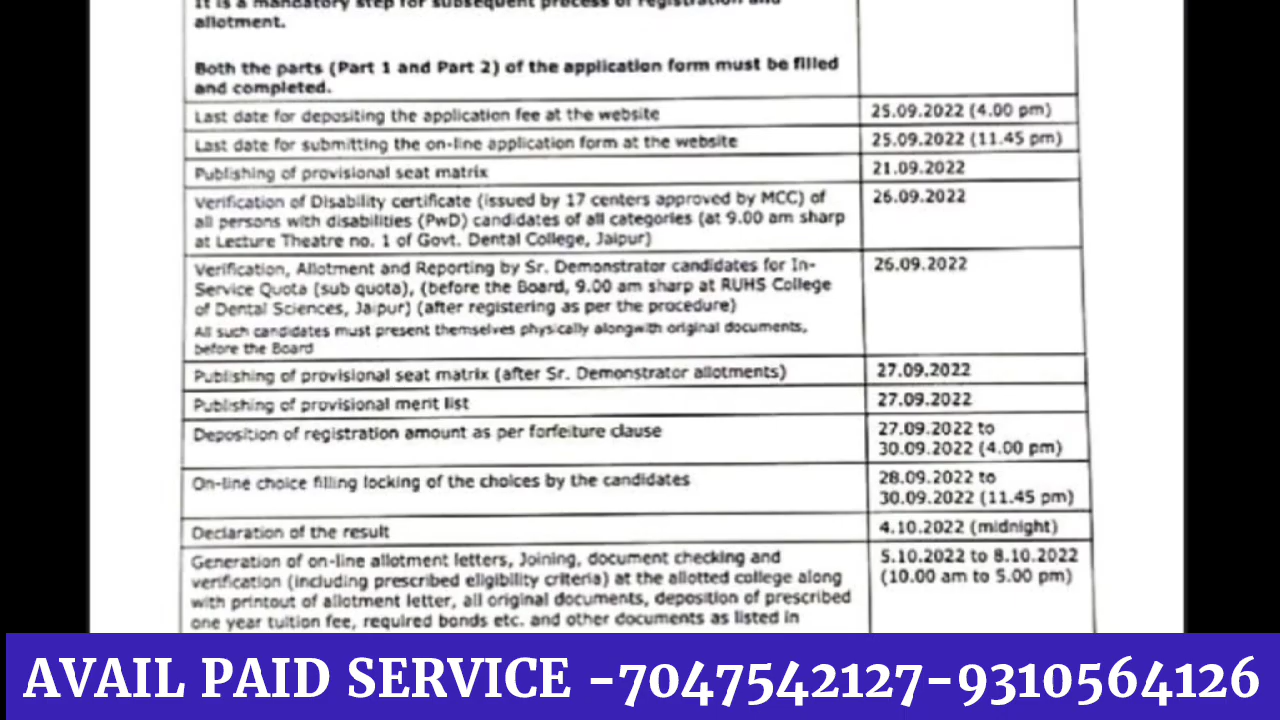 It is a mandatory step for subsequent process of registration and
allotment.
Both the parts (Part 1 and Part 2) of the application form must be filled
and completed.
Last date for depositing the application fee at the website
25.09.2022 (4.00 pm)
Last date for submitting the on-line application form at the website
25.09.2022 (11.45 pm)
Publishing of provisional seat matrix
21.09.2022
Verification of Disability certificate (issued by 17 centers approved by MCC) of
all persons with disabilities (PwD) candidates of all categories (at 9.00 am sharp
at Lecture Theatre no. 1 of Govt. Dental College, Jaipur)
26.09.2022
Verification, Allotment and Reporting by Sr. Demonstrator candidates for In-
Service Quota (sub quota), (before the Board, 9.00 am sharp at RUHS College
of Dental Sciences, Jaipur) (after registering as per the procedure)
All such candidates must present themselves physically alongwith original documents,
before the Board
26.09.2022
Publishing of provisional seat matrix (after Sr. Demonstrator allotments)
27.09.2022
Publishing of provisional merit list
27.09.2022
Deposition of registration amount as per forfeiture clause
27.09.2022 to
30.09.2022 (4.00 pm)
On-line choice filling locking of the choices by the candidates
28.09.2022 to
30.09.2022 (11.45 pm)
Declaration of the result
4.10.2022 (midnight)
Generation of on-line allotment letters, Joining, document checking and
verification (including prescribed eligibility criteria) at the allotted college along
with printout of allotment letter, all original documents, deposition of prescribed
one year tuition fee, required bonds etc. and other documents as listed in
5.10.2022 to 8.10.2022
(10.00 am to 5.00 pm)
AVAIL PAID SERVICE -7047542127-9310564126